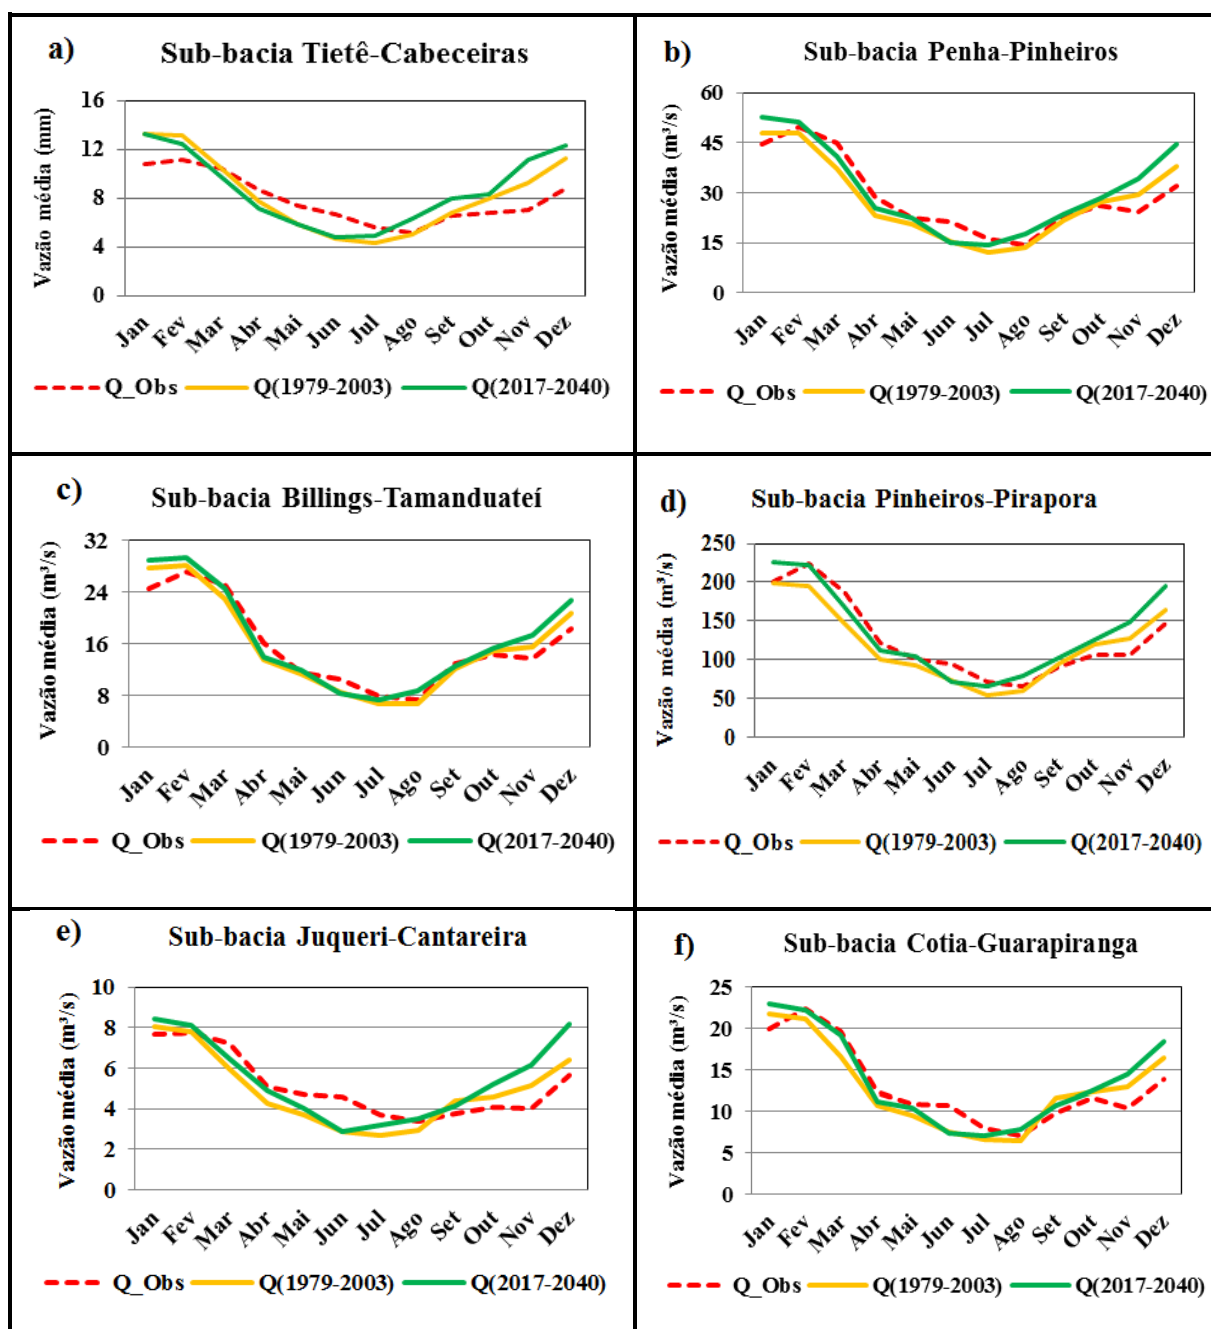 a)
Sub-bacia Tietê-Cabeceiras
Vazão média (mm)
16
12
8
4
0
Jan Fev Mar Abr Mai Jun Jul Ago Set Out Nov Dez
Q_Obs Q(1979-2003) Q(2017-2040)
b)
Sub-bacia Penha-Pinheiros
Vazão média (m³/s)
60
45
30
15
0
Jan Fev Mar Abr Mai Jun Jul Ago Set Out Nov Dez
Q_Obs Q(1979-2003) Q(2017-2040)
c)
Sub-bacia Billings-Tamanduateí
Vazão média (m³/s)
32
24
16
8
0
Jan Fev Mar Abr Mai Jun Jul Ago Set Out Nov Dez
Q_Obs Q(1979-2003) Q(2017-2040)
d)
Sub-bacia Pinheiros-Pirapora
Vazão média (m³/s)
250
200
150
100
50
0
Jan Fev Mar Abr Mai Jun Jul Ago Set Out Nov Dez
Q_Obs Q(1979-2003) Q(2017-2040)
e)
Sub-bacia Juqueri-Cantareira
Vazão média (m³/s)
10
8
6
4
2
0
Jan Fev Mar Abr Mai Jun Jul Ago Set Out Nov Dez
Q_Obs Q(1979-2003) Q(2017-2040)
f)
Sub-bacia Cotia-Guarapiranga
Vazão média (m³/s)
25
20
15
10
5
0
Jan Fev Mar Abr Mai Jun Jul Ago Set Out Nov Dez
Q_Obs Q(1979-2003) Q(2017-2040)